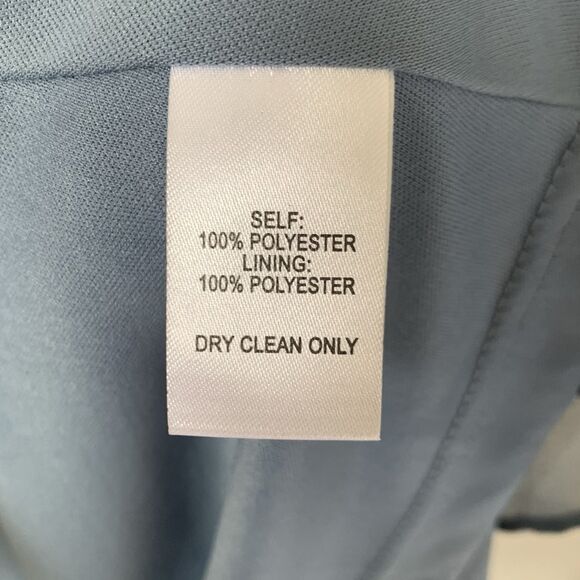 SELF:
100% POLYESTER
LINING:
100% POLYESTER
DRY CLEAN ONLY